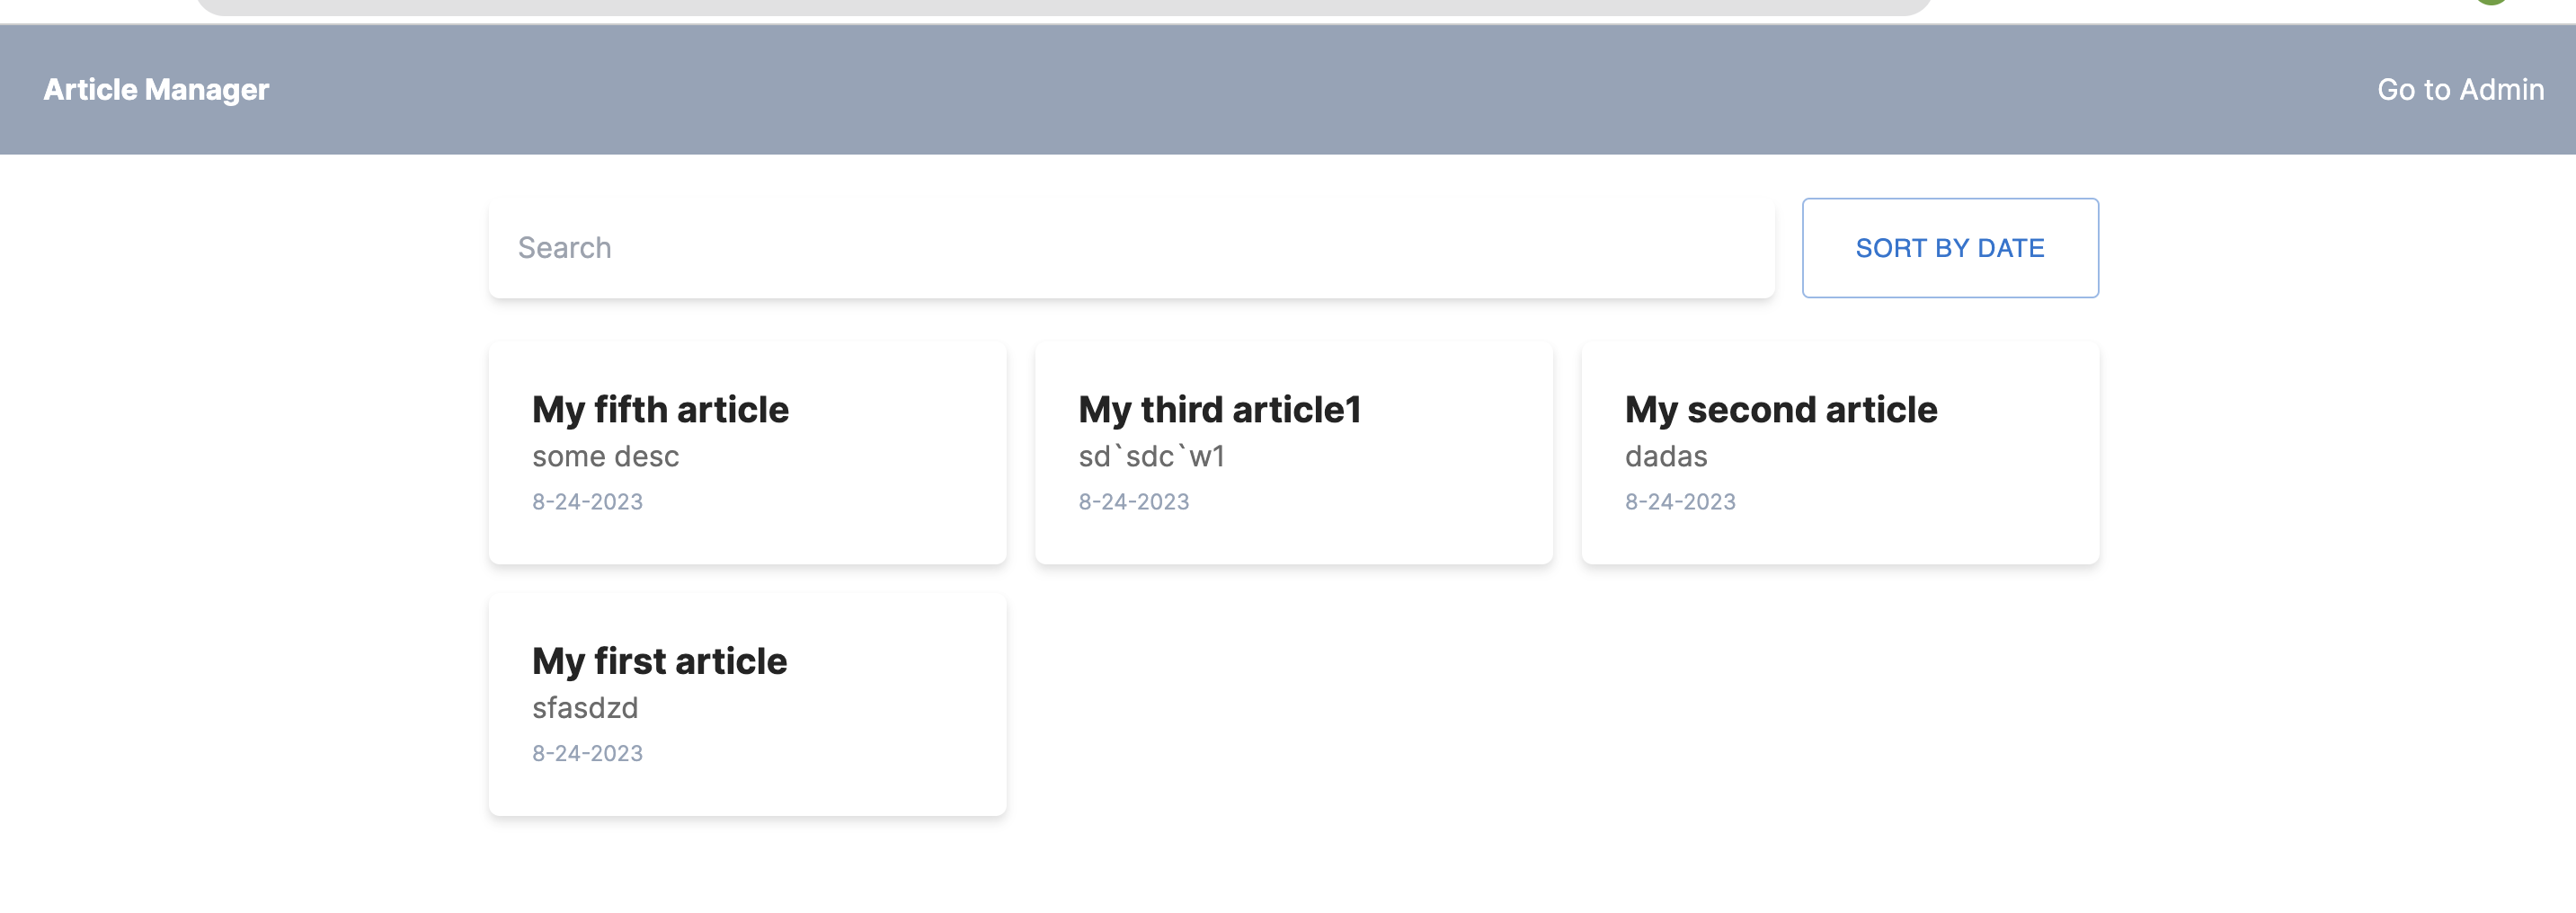 Article Manager
Go to Admin
Search
SORT BY DATE
My fifth article
some desc
8-24-2023
My third article1
sd`sdc`w1
8-24-2023
My second article
dadas
8-24-2023
My first article
sfasdzd
8-24-2023